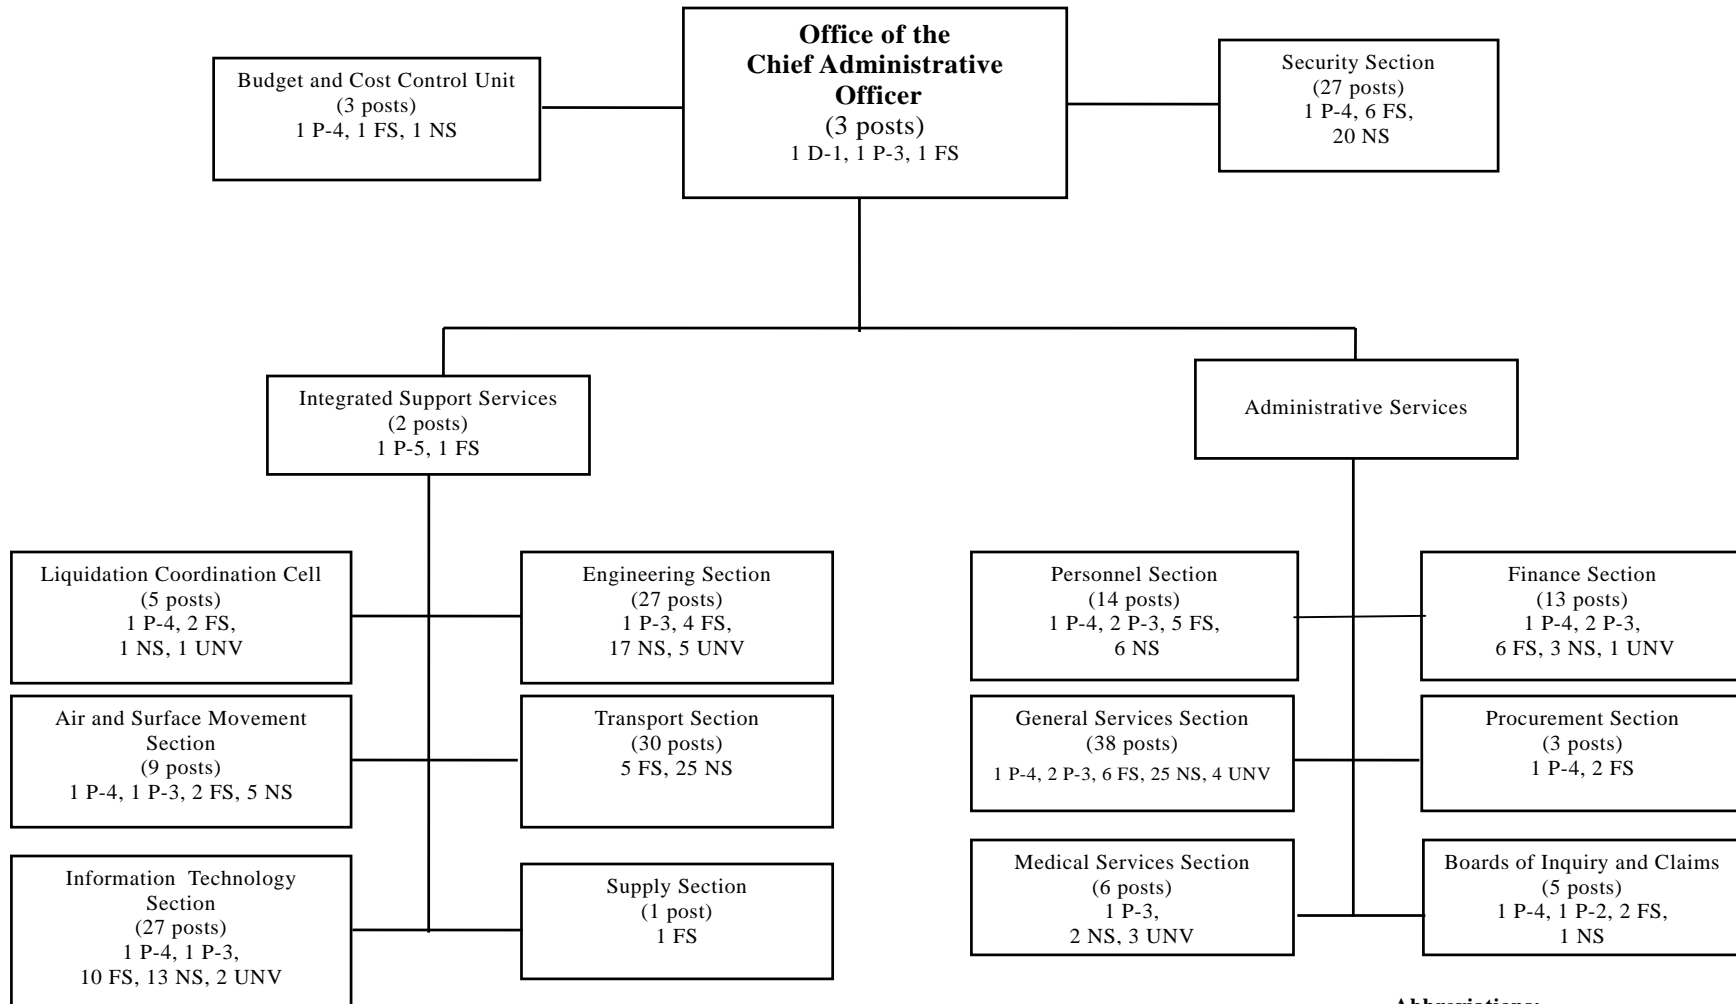 Office of the
Chief Administrative
Officer
(3 posts)
1 D-1, 1 P-3, 1 FS
Budget and Cost Control Unit
(3 posts)
1 P-4, 1 FS, 1 NS
Security Section
(27 posts)
1 P-4, 6 FS,
20 NS
Integrated Support Services
(2 posts)
1 P-5, 1 FS
Administrative Services
Liquidation Coordination Cell
(5 posts)
1 P-4, 2 FS,
1 NS, 1 UNV
Engineering Section
(27 posts)
1 P-3, 4 FS,
17 NS, 5 UNV
Personnel Section
(14 posts)
1 P-4, 2 P-3, 5 FS,
6 NS
Finance Section
(13 posts)
1 P-4, 2 P-3,
6 FS, 3 NS, 1 UNV
Air and Surface Movement
Section
(9 posts)
1 P-4, 1 P-3, 2 FS, 5 NS
Transport Section
(30 posts)
5 FS, 25 NS
General Services Section
(38 posts)
1 P-4, 2 P-3, 6 FS, 25 NS, 4 UNV
Procurement Section
(3 posts)
1 P-4, 2 FS
Information Technology
Section
(27 posts)
1 P-4, 1 P-3,
10 FS, 13 NS, 2 UNV
Supply Section
(1 post)
1 FS
Medical Services Section
(6 posts)
1 P-3,
2 NS, 3 UNV
Boards of Inquiry and Claims
(5 posts)
1 P-4, 1 P-2, 2 FS,
1 NS